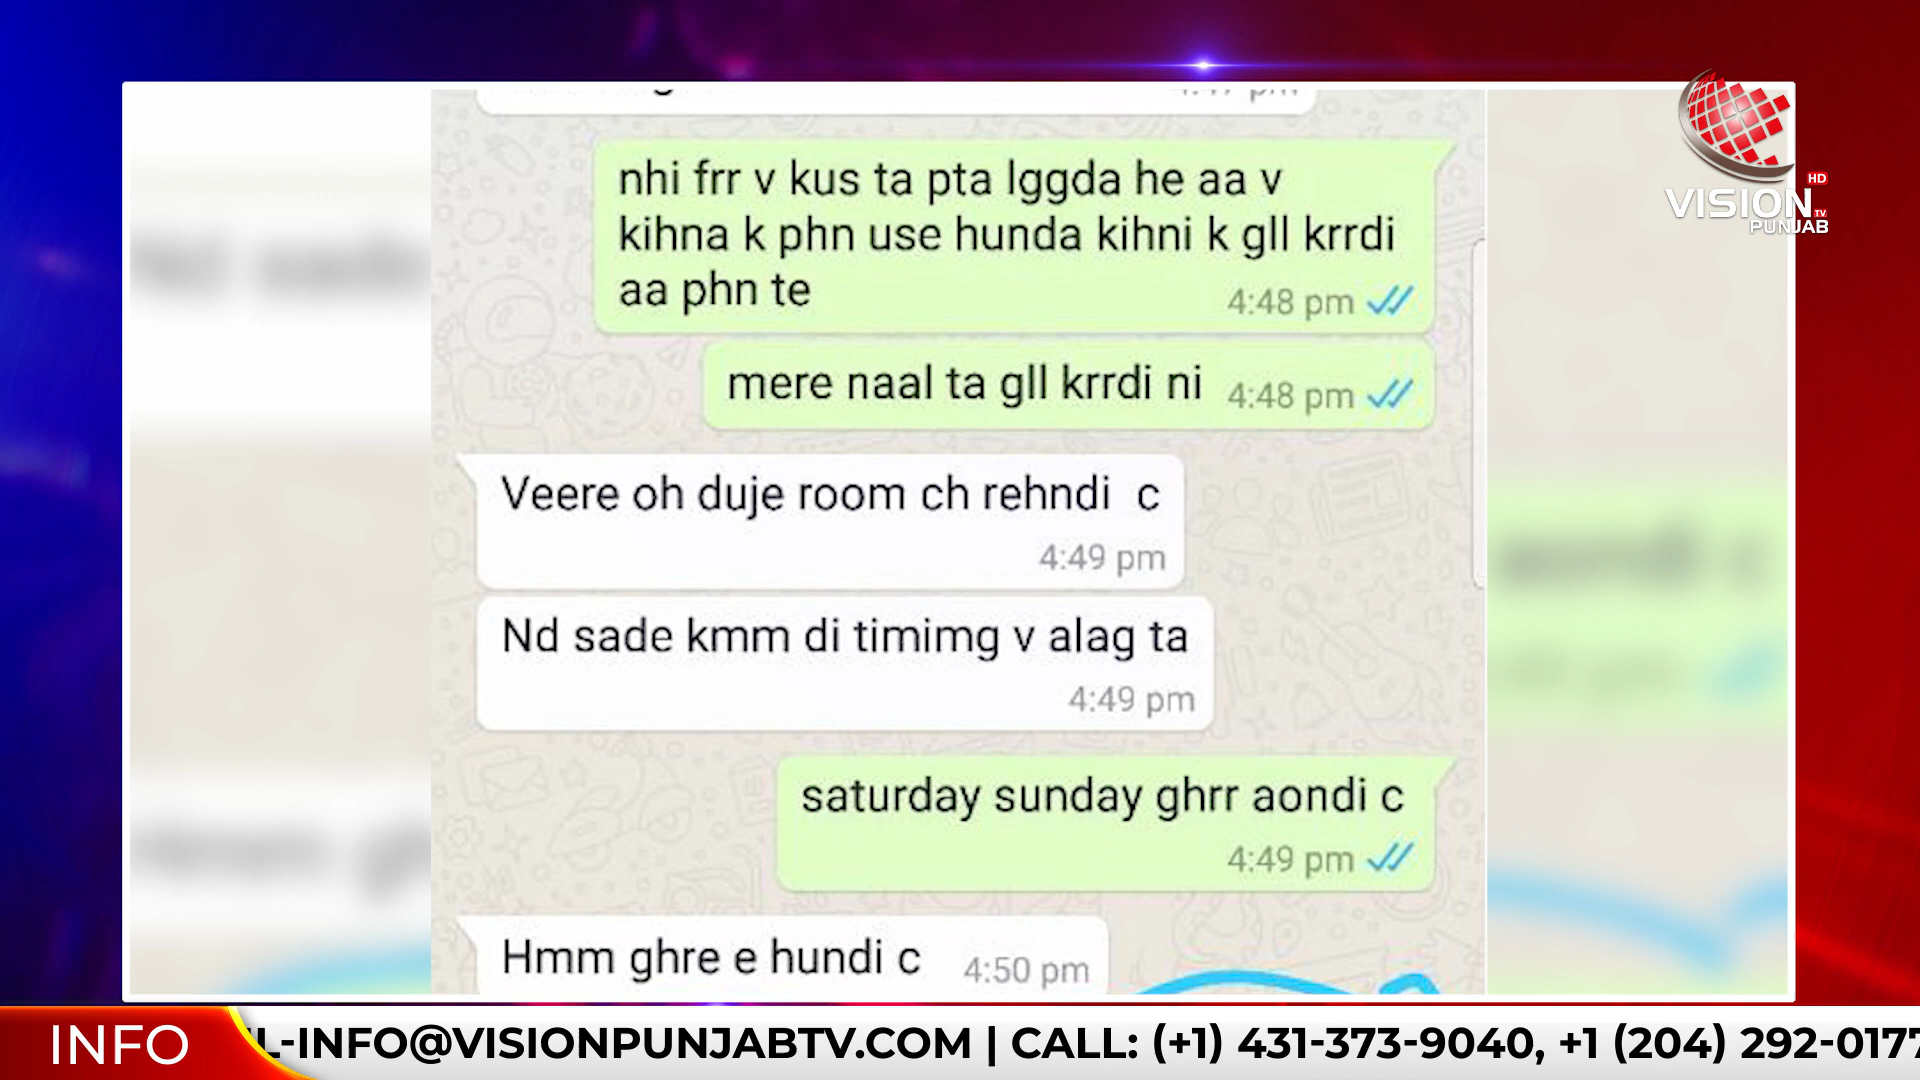 HD
VISION TV
PUNJAB
nhi frr v kus ta pta lggda he aa v
kihna k phn use hunda kihni k gll krrdi
aa phn te
4:48 pm
mere naal ta gll krrdi ni 4:48 pm
Veere oh duje room ch rehndi c
4:49 pm
Nd sade kmm di timimg v alag ta
4:49 pm
saturday sunday ghrr aondi c
4:49 pm
Hmm ghre e hundi c 4:50 pm
INFO L-INFO@VISIONPUNJABTV.COM | CALL: (+1) 431-373-9040, +1 (204) 292-0177